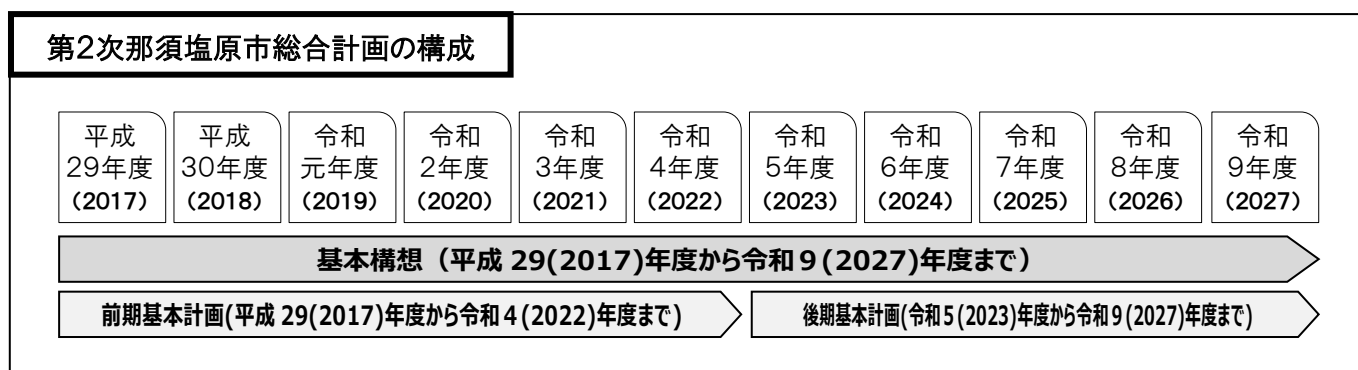 第2次那須塩原市総合計画の構成
平成
29年度
(2017)
平成
30年度
(2018)
令和
元年度
(2019)
令和
2年度
(2020)
令和
3年度
(2021)
令和
4年度
(2022)
令和
5年度
(2023)
令和
6年度
(2024)
令和
7年度
(2025)
令和
8年度
(2026)
令和
9年度
(2027)
基本構想（平成 29(2017)年度から令和９(2027)年度まで）
前期基本計画(平成 29(2017)年度から令和４(2022)年度まで)
後期基本計画(令和５(2023)年度から令和９(2027)年度まで)